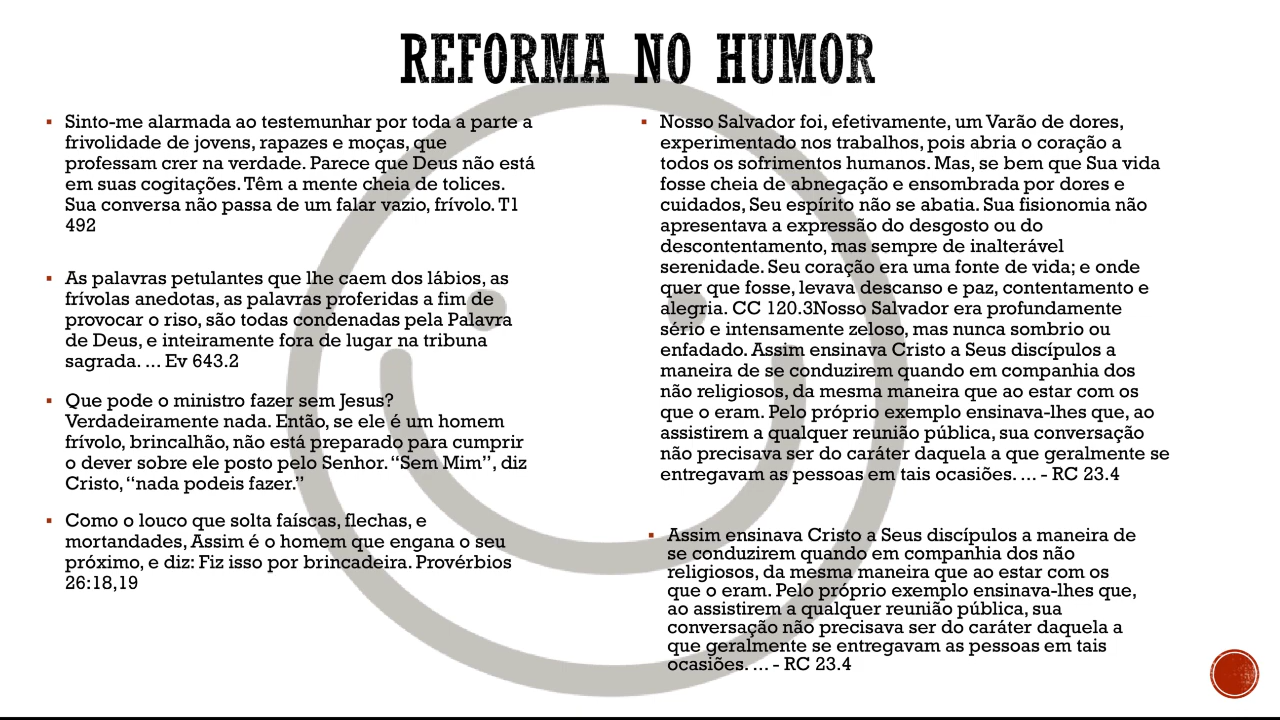 REFORMA NO HUMOR
▪ Sinto-me alarmada ao testemunhar por toda a parte a
frivolidade de jovens, rapazes e moças, que
professam crer na verdade. Parece que Deus não está
em suas cogitações. Têm a mente cheia de tolices.
Sua conversa não passa de um falar vazio, frívolo. T1
492
▪ As palavras petulantes que lhe caem dos lábios, as
frívolas anedotas, as palavras proferidas a fim de
provocar o riso, são todas condenadas pela Palavra
de Deus, e inteiramente fora de lugar na tribuna
sagrada. ... Ev 643.2
▪ Que pode o ministro fazer sem Jesus?
Verdadeiramente nada. Então, se ele é um homem
frívolo, brincalhão, não está preparado para cumprir
o dever sobre ele posto pelo Senhor. “Sem Mim”, diz
Cristo, “nada podeis fazer.”
▪ Como o louco que solta faíscas, flechas, e
mortandades, Assim é o homem que engana o seu
próximo, e diz: Fiz isso por brincadeira. Provérbios
26:18,19
▪ Nosso Salvador foi, efetivamente, um Varão de dores,
experimentado nos trabalhos, pois abria o coração a
todos os sofrimentos humanos. Mas, se bem que Sua vida
fosse cheia de abnegação e ensombrada por dores e
cuidados, Seu espírito não se abatia. Sua fisionomia não
apresentava a expressão do desgosto ou do
descontentamento, mas sempre de inalterável
serenidade. Seu coração era uma fonte de vida; e onde
quer que fosse, levava descanso e paz, contentamento e
alegria. CC 120.3Nosso Salvador era profundamente
sério e intensamente zeloso, mas nunca sombrio ou
enfadado. Assim ensinava Cristo a Seus discípulos a
maneira de se conduzirem quando em companhia dos
não religiosos, da mesma maneira que ao estar com os
que o eram. Pelo próprio exemplo ensinava-lhes que, ao
assistirem a qualquer reunião pública, sua conversação
não precisava ser do caráter daquela a que geralmente se
entregavam as pessoas em tais ocasiões. ... - RC 23.4
▪ Assim ensinava Cristo a Seus discípulos a maneira de
se conduzirem quando em companhia dos não
religiosos, da mesma maneira que ao estar com os
que o eram. Pelo próprio exemplo ensinava-lhes que,
ao assistirem a qualquer reunião pública, sua
conversação não precisava ser do caráter daquela a
que geralmente se entregavam as pessoas em tais
ocasiões. ... - RC 23.4